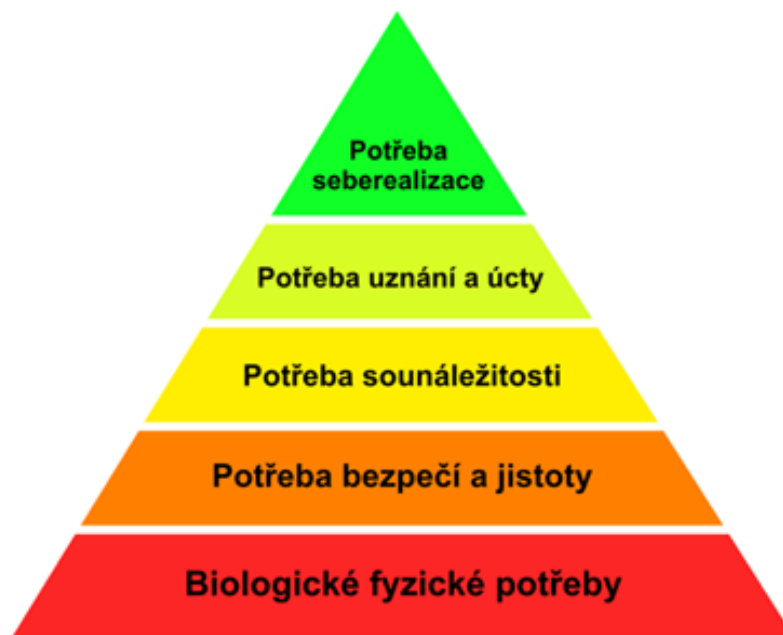 Potřeba
seberealizace
Potřeba uznání a úcty
Potřeba sounáležitosti
Potřeba bezpečí a jistoty
Biologické fyzické potřeby